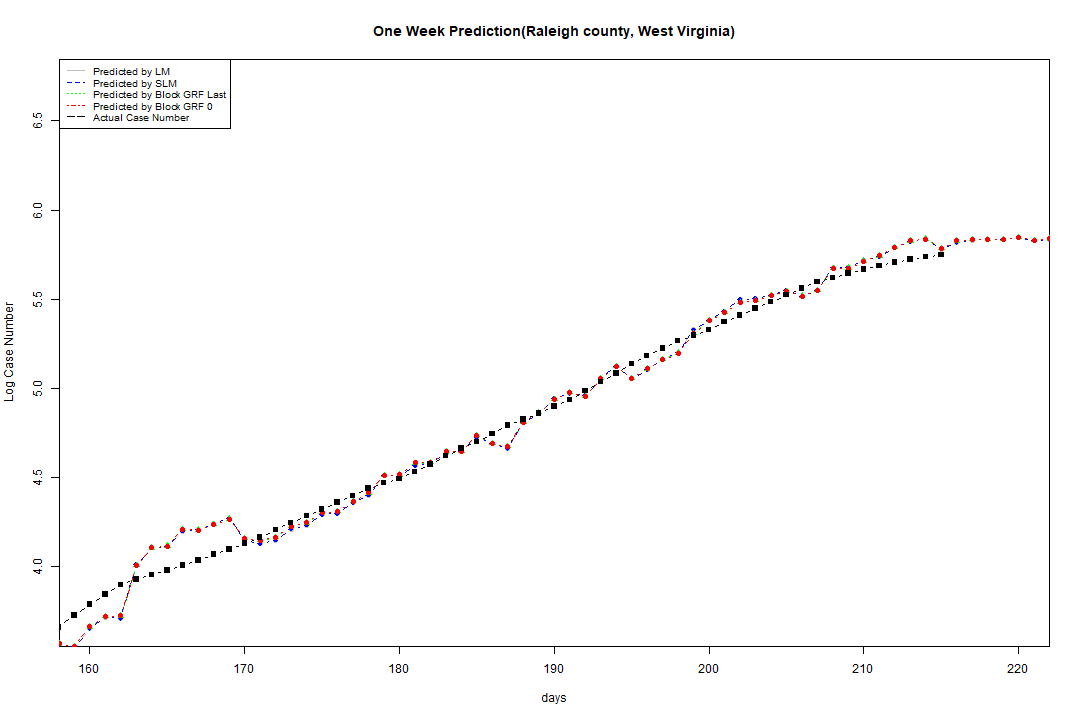 One Week Prediction(Raleigh county, West Virginia)
Predicted by LM
Predicted by SLM
Predicted by Block GRF Last
Predicted by Block GRF 0
Actual Case Number
6.5
6.0
5.5
5.0
4.5
4.0
Log Case Number
160 170 180 190 200 210 220
days